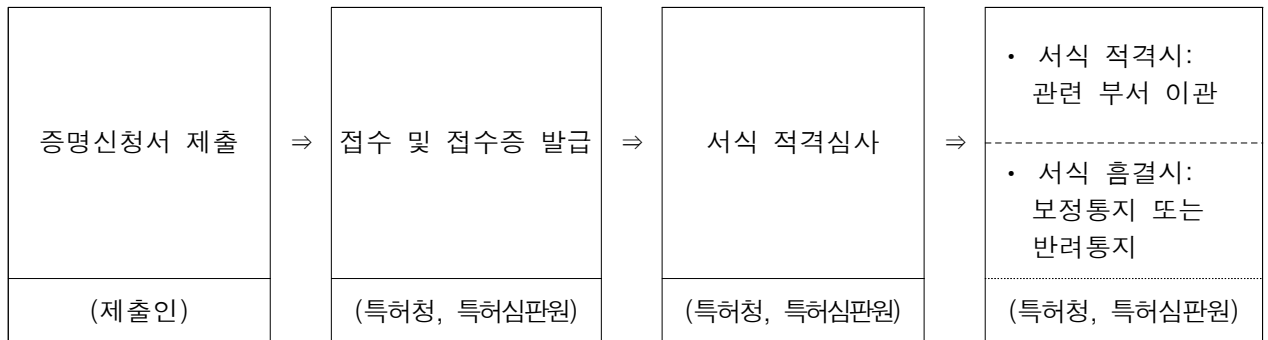 증명신청서 제출
(제출인)
⇒
접수 및 접수증 발급
(특허청, 특허심판원)
⇒
서식 적격심사
(특허청, 특허심판원)
⇒
• 서식 적격시:
관련 부서 이관
• 서식 흠결시:
보정통지 또는
반려통지
(특허청, 특허심판원)